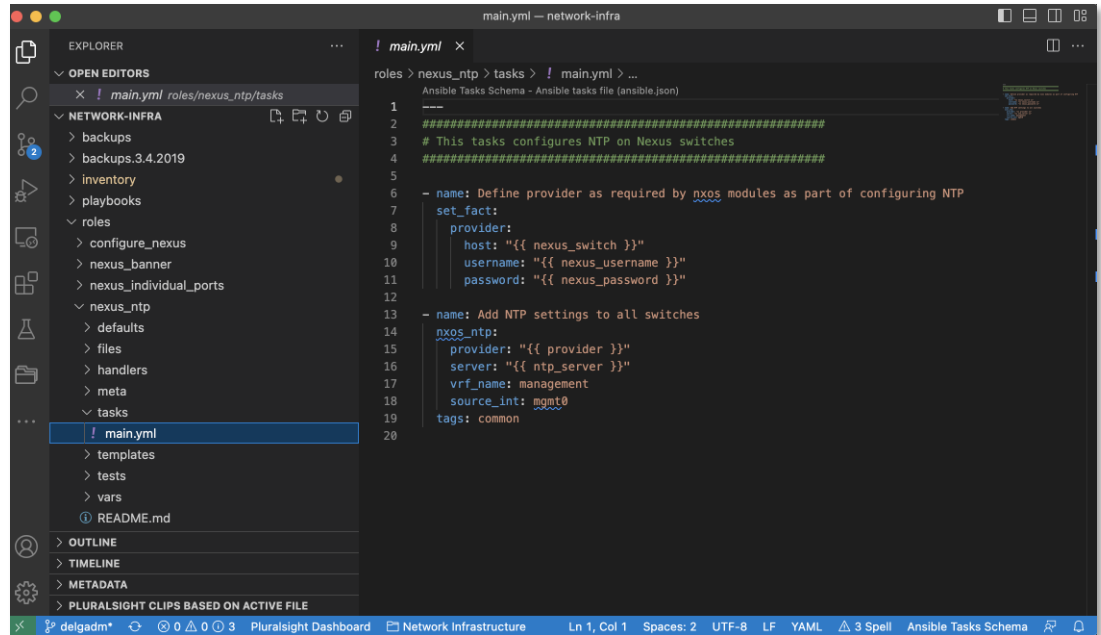 main.yml — network-infra
EXPLORER
OPEN EDITORS
! main.yml roles/nexus_ntp/tasks
NETWORK-INFRA
backups
backups.3.4.2019
inventory
playbooks
roles
configure_nexus
nexus_banner
nexus_individual_ports
nexus_ntp
defaults
files
handlers
meta
tasks
! main.yml
templates
tests
vars
README.md
OUTLINE
TIMELINE
METADATA
PLURALSIGHT CLIPS BASED ON ACTIVE FILE
2
! main.yml
roles > nexus_ntp > tasks > ! main.yml > ...
Ansible Tasks Schema - Ansible tasks file (ansible.json)
1 ---
2 ##########################################################
3 # This tasks configures NTP on Nexus switches
4 ##########################################################
5
6 - name: Define provider as required by nxos modules as part of configuring NTP
7 set_fact:
8 provider:
9 host: "{{ nexus_switch }}"
10 username: "{{ nexus_username }}"
11 password: "{{ nexus_password }}"
12
13 - name: Add NTP settings to all switches
14 nxos_ntp:
15 provider: "{{ provider }}"
16 server: "{{ ntp_server }}"
17 vrf_name: management
18 source_int: mgmt0
19 tags: common
20
delgadm* 0 0 3 Pluralsight Dashboard Network Infrastructure Ln 1, Col 1 Spaces: 2 UTF-8 LF YAML 3 Spell Ansible Tasks Schema